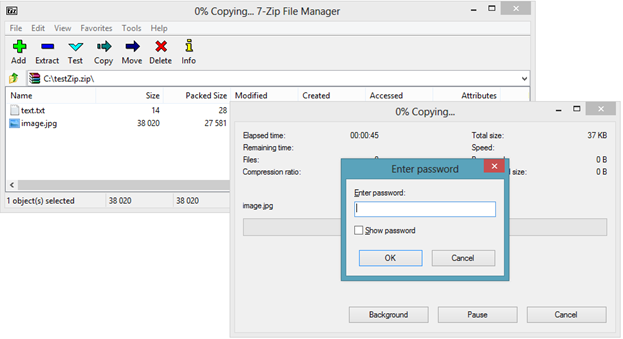 7z
0% Copying... 7-Zip File Manager
File Edit View Favorites Tools Help
Add Extract Test Copy Move Delete Info
C:\testZip.zip\
Name Size Packed Size Modified Created Accessed Attributes
text.txt 14 28
image.jpg 38 020 27 581
1 object(s) selected 38 020 38 020
0% Copying...
Elapsed time: 00:00:45 Total size: 37 KB
Remaining time: Speed:
Files: 0 B
Compression ratio: size: 0 B
image.jpg
Enter password
Enter password:
Show password
OK Cancel
Background Pause Cancel